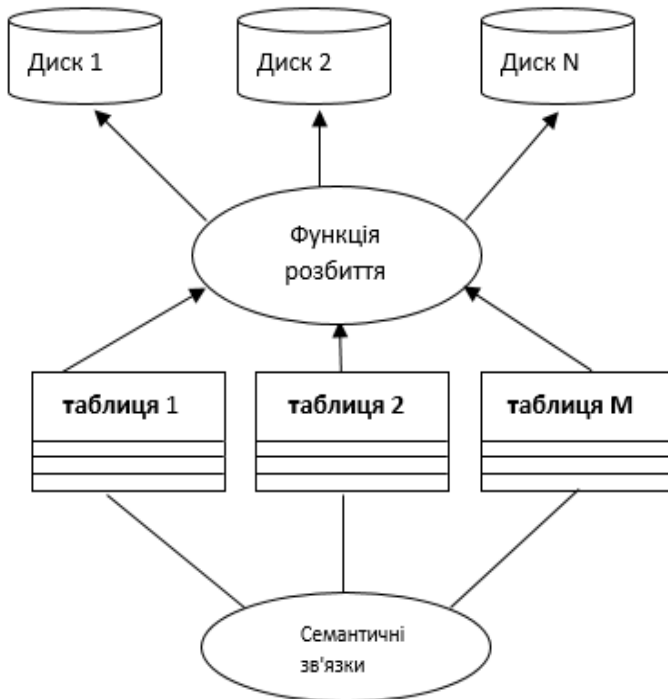 Диск 1
Диск 2
Диск N
Функція
розбиття
таблиця 1
таблиця 2
таблиця M
Семантичні
зв'язки